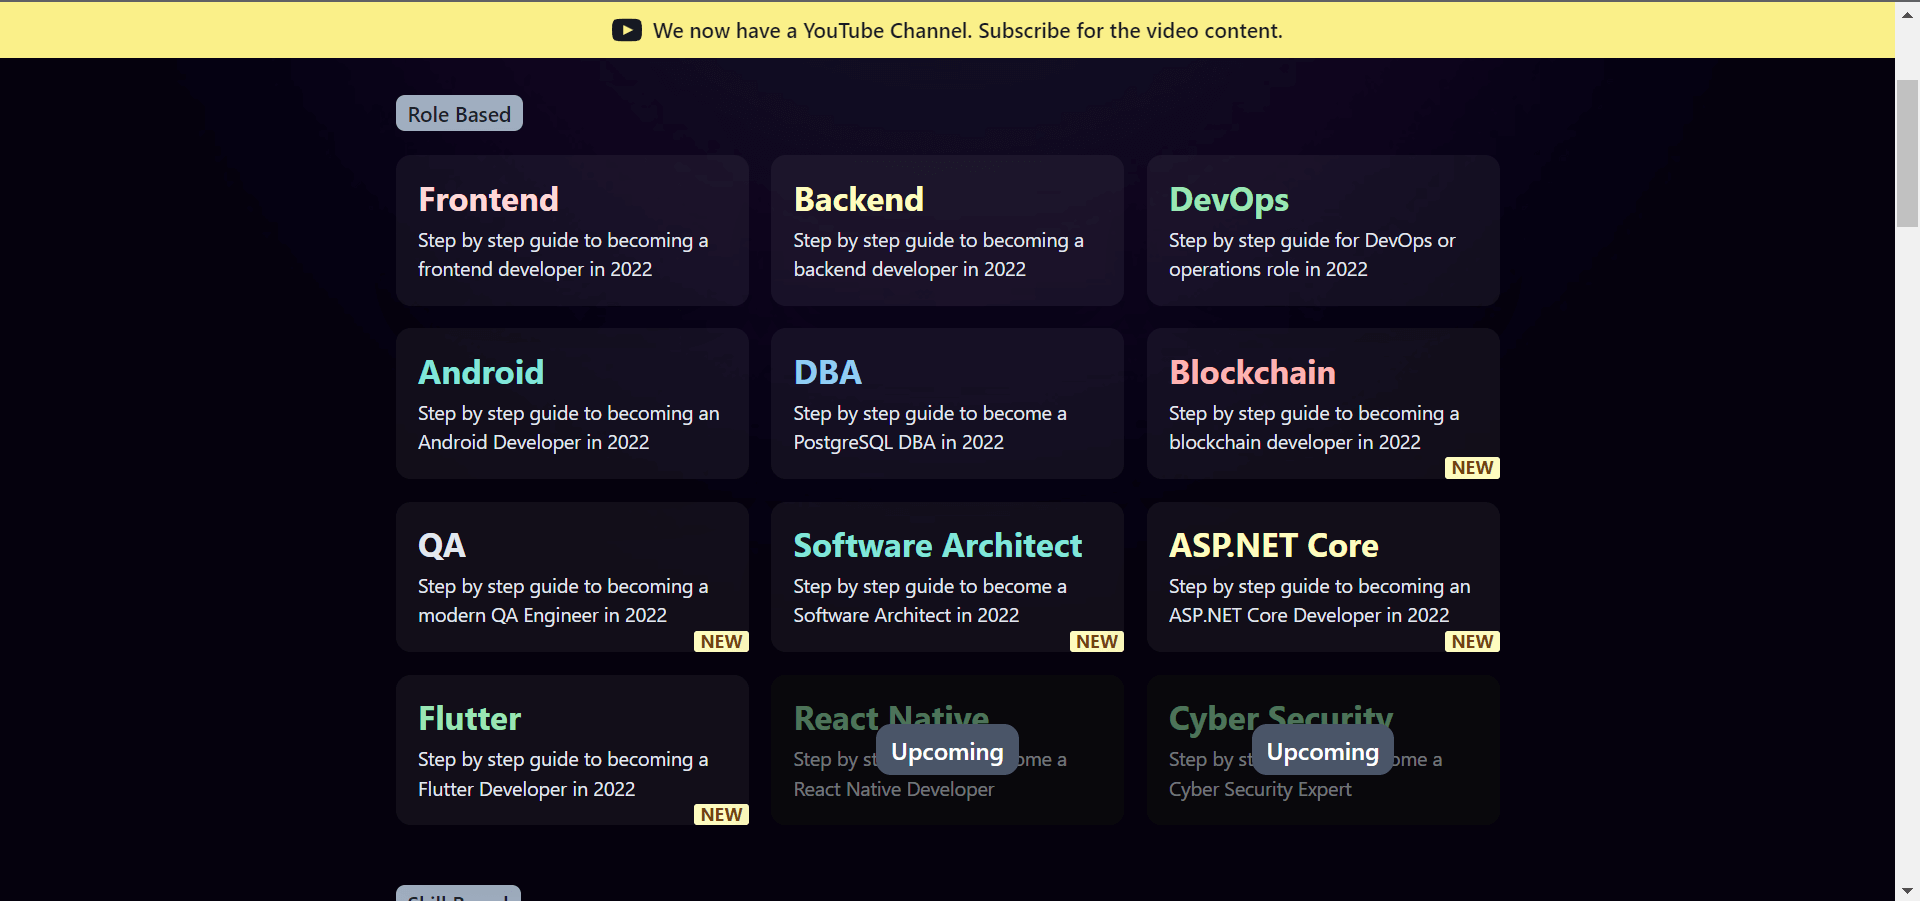 We now have a YouTube Channel. Subscribe for the video content.
Role Based
Frontend
Step by step guide to becoming a
frontend developer in 2022
Backend
Step by step guide to becoming a
backend developer in 2022
DevOps
Step by step guide for DevOps or
operations role in 2022
Android
Step by step guide to becoming an
Android Developer in 2022
DBA
Step by step guide to become a
PostgreSQL DBA in 2022
Blockchain
Step by step guide to becoming a
blockchain developer in 2022
NEW
QA
Step by step guide to becoming a
modern QA Engineer in 2022
NEW
Software Architect
Step by step guide to become a
Software Architect in 2022
NEW
ASP.NET Core
Step by step guide to becoming an
ASP.NET Core Developer in 2022
NEW
Flutter
Step by step guide to becoming a
Flutter Developer in 2022
NEW
React Native
Upcoming
Step by
a
React Native Developer
Cyber Security
Upcoming
Step by
a
Cyber Security Expert